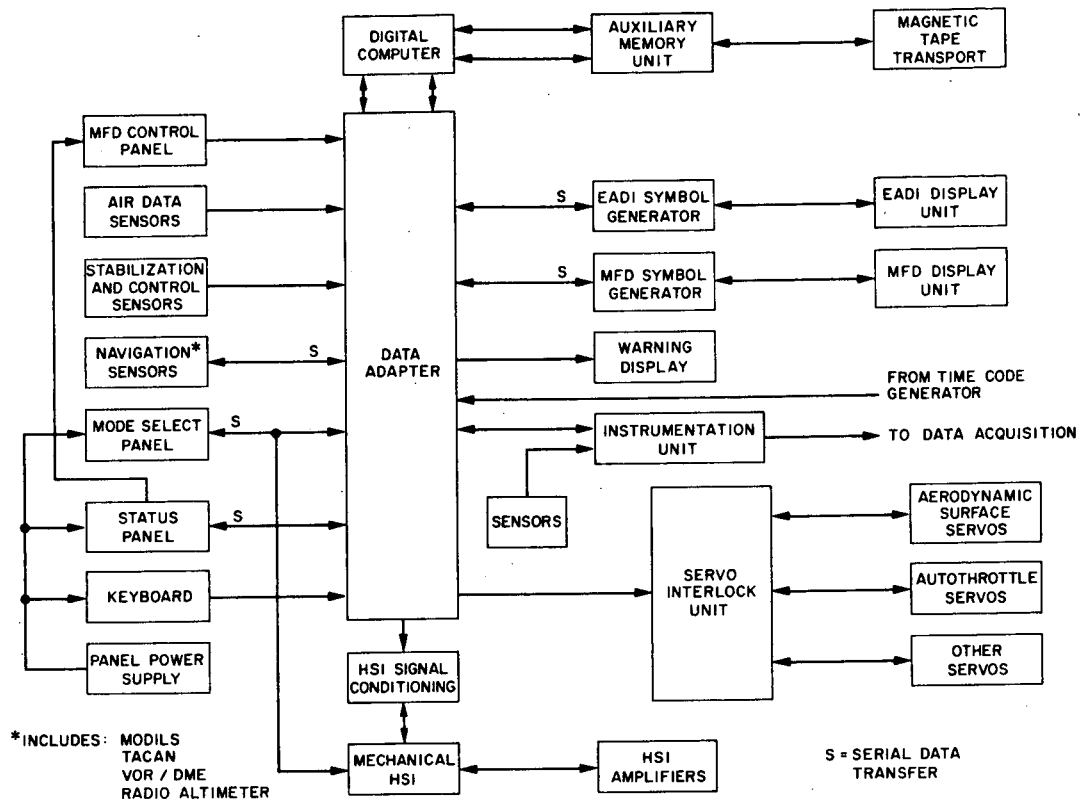 DIGITAL
COMPUTER
AUXILIARY
MEMORY
UNIT
MAGNETIC
TAPE
TRANSPORT
MFD CONTROL
PANEL
AIR DATA
SENSORS
STABILIZATION
AND CONTROL
SENSORS
NAVIGATION*
SENSORS
S
MODE SELECT
PANEL
S
STATUS
PANEL
S
KEYBOARD
PANEL POWER
SUPPLY
DATA
ADAPTER
S
EADI SYMBOL
GENERATOR
EADI DISPLAY
UNIT
S
MFD SYMBOL
GENERATOR
MFD DISPLAY
UNIT
WARNING
DISPLAY
FROM TIME CODE
GENERATOR
INSTRUMENTATION
UNIT
TO DATA ACQUISITION
SENSORS
SERVO
INTERLOCK
UNIT
AERODYNAMIC
SURFACE
SERVOS
AUTOTHROTTLE
SERVOS
OTHER
SERVOS
HSI SIGNAL
CONDITIONING
MECHANICAL
HSI
HSI
AMPLIFIERS
*INCLUDES: MODILS
TACAN
VOR / DME
RADIO ALTIMETER
S = SERIAL DATA
TRANSFER